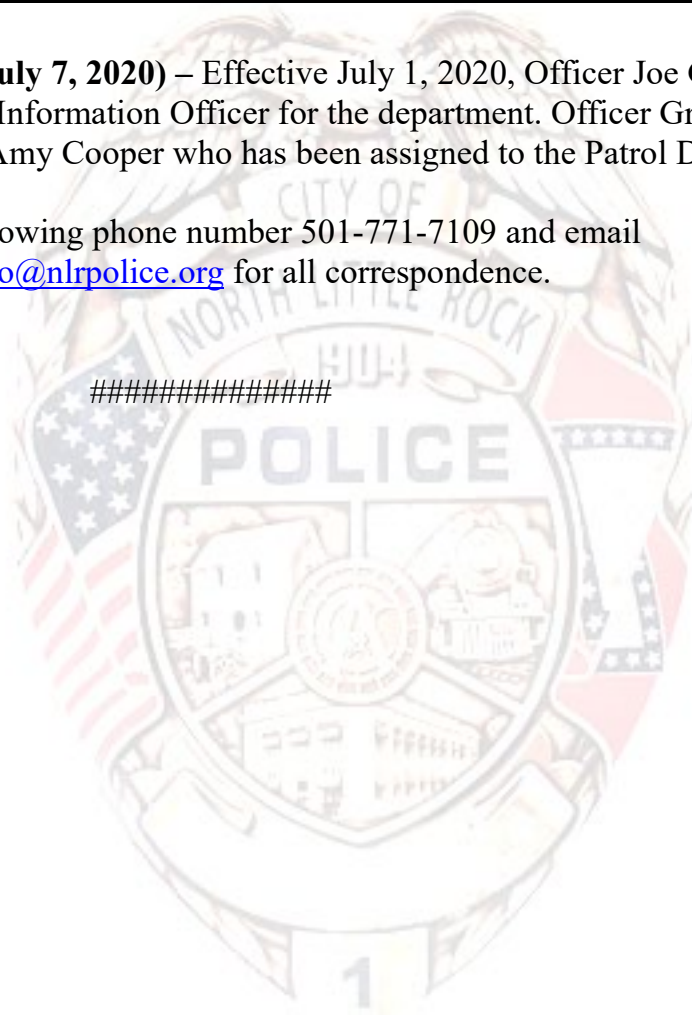 uly 7, 2020) – Effective July 1, 2020, Officer Joe
Information Officer for the department. Officer Gr
Amy Cooper who has been assigned to the Patrol D
owing phone number 501-771-7109 and email
o@nlrpolice.org for all correspondence.
##############
CITY OF
NORTH LITTLE ROCK
1904
POLICE
1